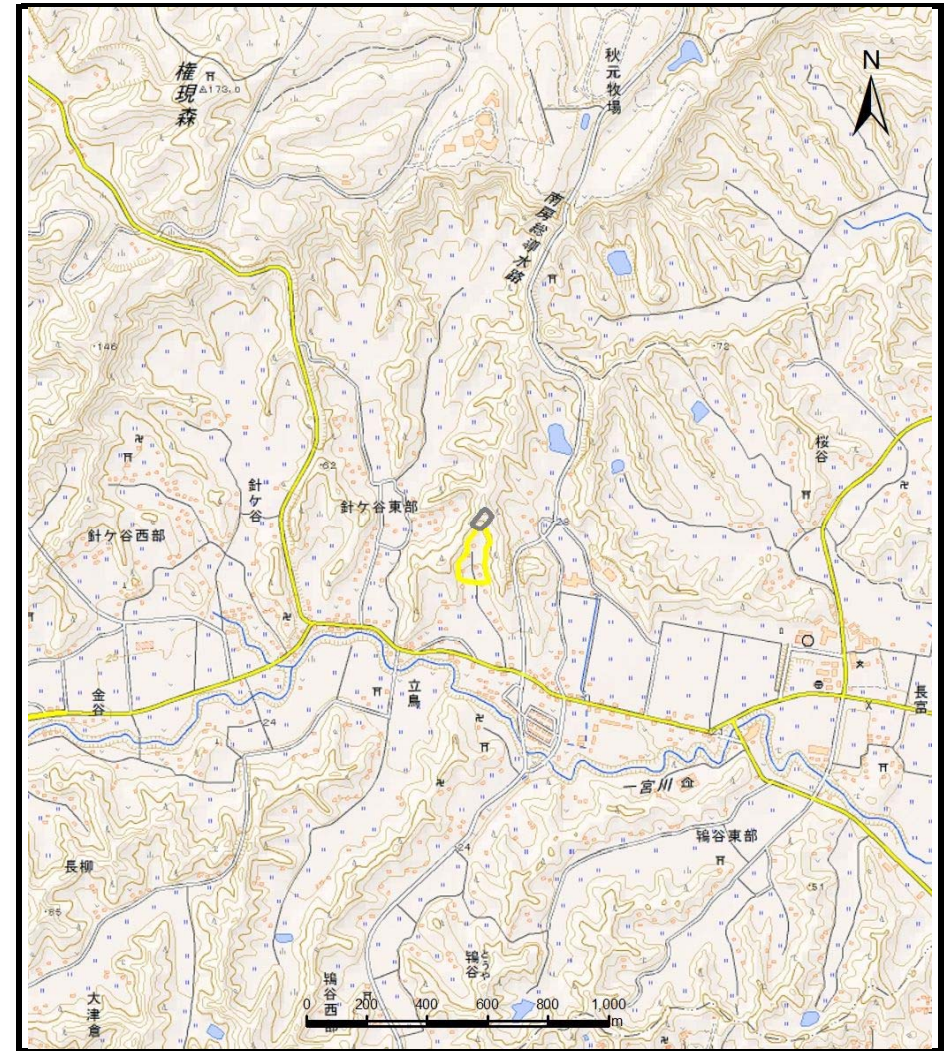 権現森
△173.0
秋元牧場
N
南房総導水路
・146
・72
桜谷
・62
針ケ谷
針ケ谷東部
針ケ谷西部
28
立鳥
金谷
24
長富
一宮川
鴇谷東部
24
長柳
・51
・85
鴇谷
とうや
鴇谷西部
大津倉
0 200 400 600 800 1,000
m